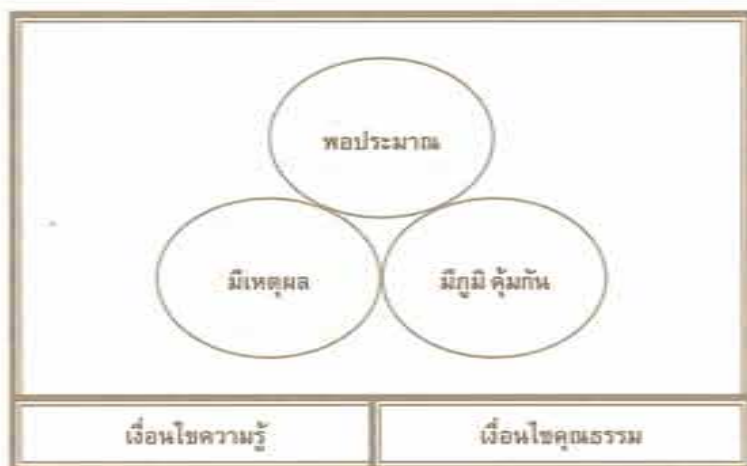 พอประมาณ
มีเหตุผล
มีภูมิ คุ้มกัน
เงื่อนไขความรู้
เงื่อนไขคุณธรรม